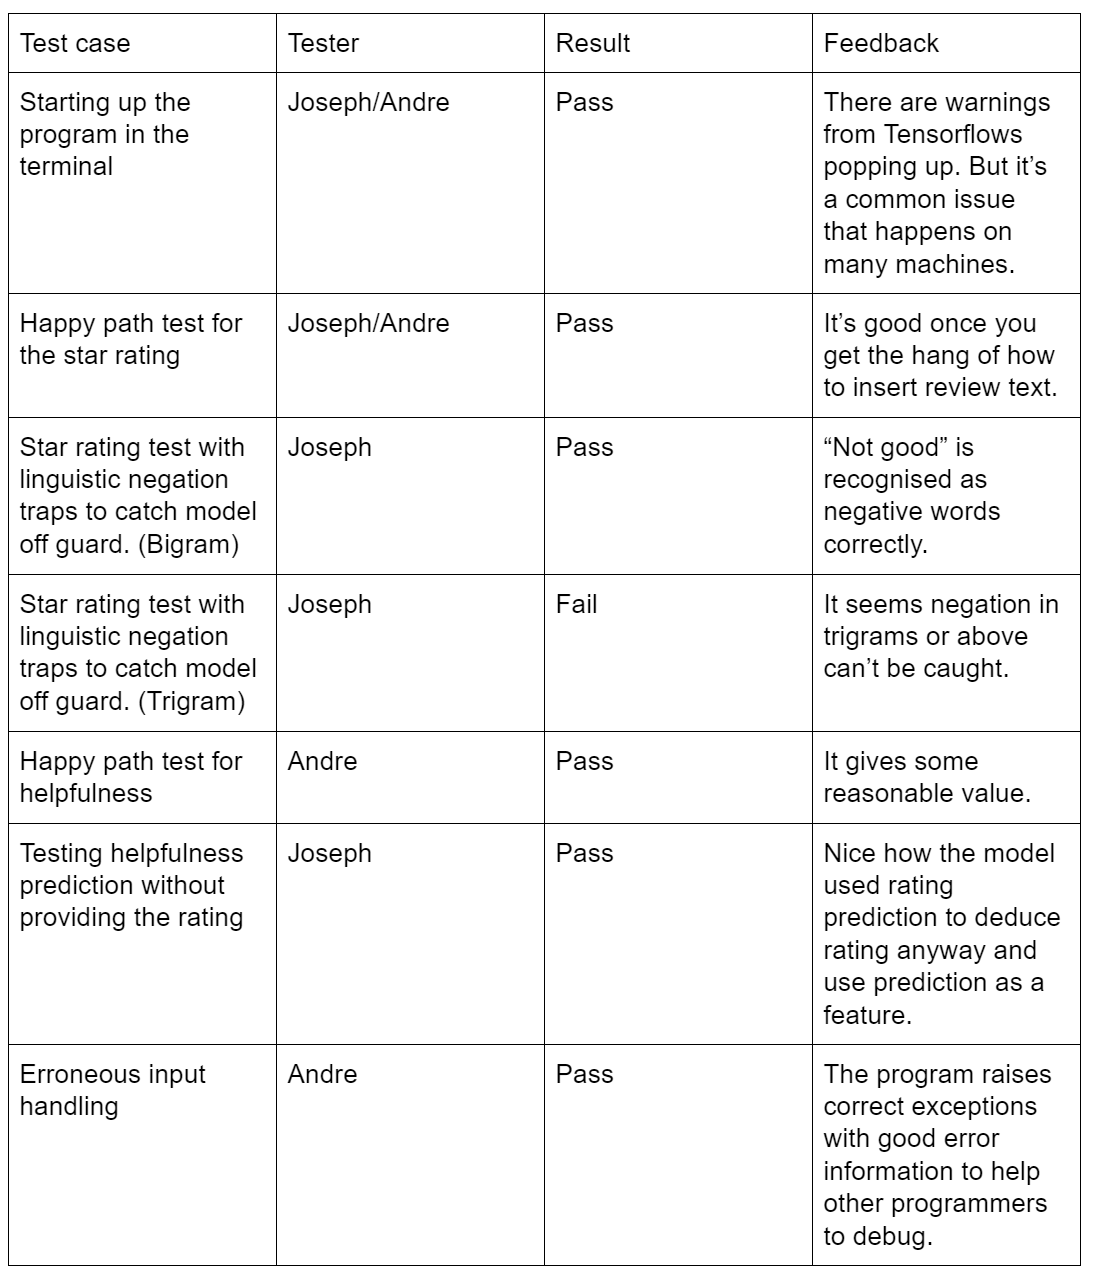 Test case
Tester
Result
Feedback
Starting up the
program in the
terminal
Joseph/Andre
Pass
There are warnings
from Tensorflows
popping up. But it’s
a common issue
that happens on
many machines.
Happy path test for
the star rating
Joseph/Andre
Pass
It’s good once you
get the hang of how
to insert review text.
Star rating test with
linguistic negation
traps to catch model
off guard. (Bigram)
Joseph
Pass
“Not good” is
recognised as
negative words
correctly.
Star rating test with
linguistic negation
traps to catch model
off guard. (Trigram)
Joseph
Fail
It seems negation in
trigrams or above
can’t be caught.
Happy path test for
helpfulness
Andre
Pass
It gives some
reasonable value.
Testing helpfulness
prediction without
providing the rating
Joseph
Pass
Nice how the model
used rating
prediction to deduce
rating anyway and
use prediction as a
feature.
Erroneous input
handling
Andre
Pass
The program raises
correct exceptions
with good error
information to help
other programmers
to debug.